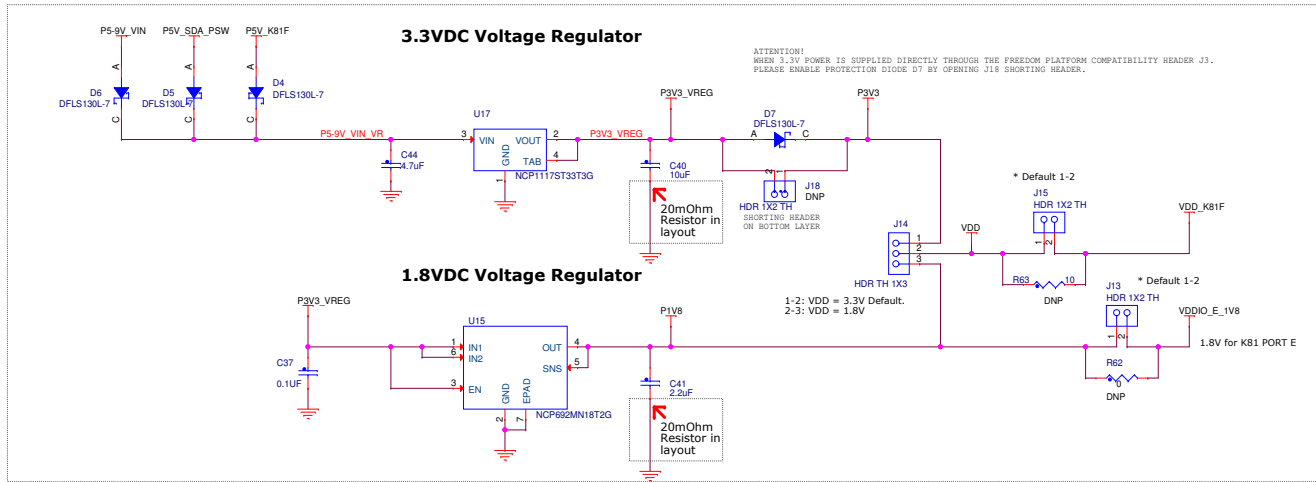 P5-9V_VIN
P5V_SDA_PSW
P5V_K81F
3.3VDC Voltage Regulator
ATTENTION!
WHEN 3.3V POWER IS SUPPLIED DIRECTLY THROUGH THE FREEDOM PLATFORM COMPATIBILITY HEADER J3.
PLEASE ENABLE PROTECTION DIODE D7 BY OPENING J18 SHORTING HEADER.
A
A
A
D6
DFLS130L-7
D5
DFLS130L-7
D4
DFLS130L-7
C
C
C
P5-9V_VIN_VR
C44
4.7uF
U17
3
VIN
VOUT
2
TAB
4
GND
1
NCP1117ST33T3G
P3V3_VREG
P3V3_VREG
C40
10uF
20mOhm
Resistor in
layout
D7
DFLS130L-7
A
C
P3V3
2
1
J18
DNP
HDR 1X2 TH
SHORTING HEADER
ON BOTTOM LAYER
J14
1
2
3
HDR TH 1X3
1-2: VDD = 3.3V Default.
2-3: VDD = 1.8V
VDD
* Default 1-2
J15
HDR 1X2 TH
1
2
VDD_K81F
R63
10
DNP
* Default 1-2
J13
HDR 1X2 TH
1
2
VDDIO_E_1V8
1.8V for K81 PORT E
R62
0
DNP
1.8VDC Voltage Regulator
P3V3_VREG
C37
0.1UF
U15
1
IN1
6
IN2
3
EN
OUT
4
SNS
5
GND
EPAD
2
7
NCP692MN18T2G
P1V8
C41
2.2uF
20mOhm
Resistor in
layout